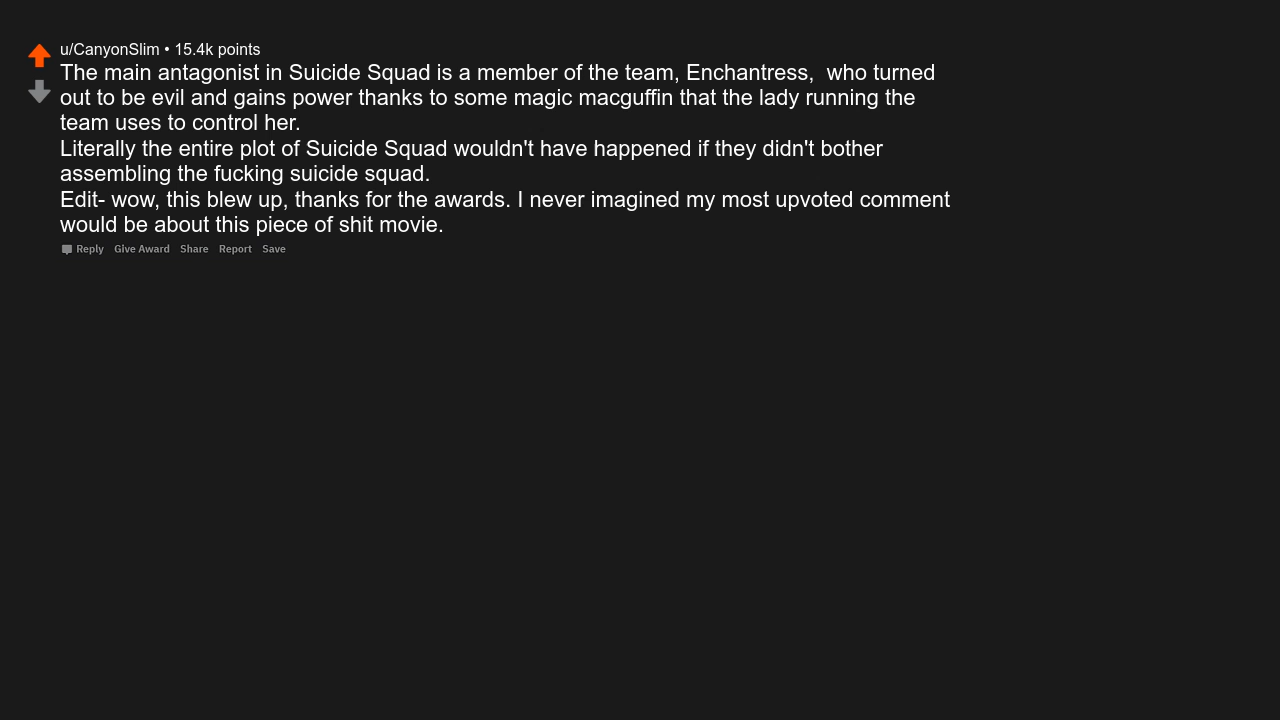 u/CanyonSlim • 15.4k points
The main antagonist in Suicide Squad is a member of the team, Enchantress,  who turned
out to be evil and gains power thanks to some magic macguffin that the lady running the
team uses to control her.
Literally the entire plot of Suicide Squad wouldn't have happened if they didn't bother
assembling the fucking suicide squad.
Edit- wow, this blew up, thanks for the awards. I never imagined my most upvoted comment
would be about this piece of shit movie.
Reply Give Award Share Report Save